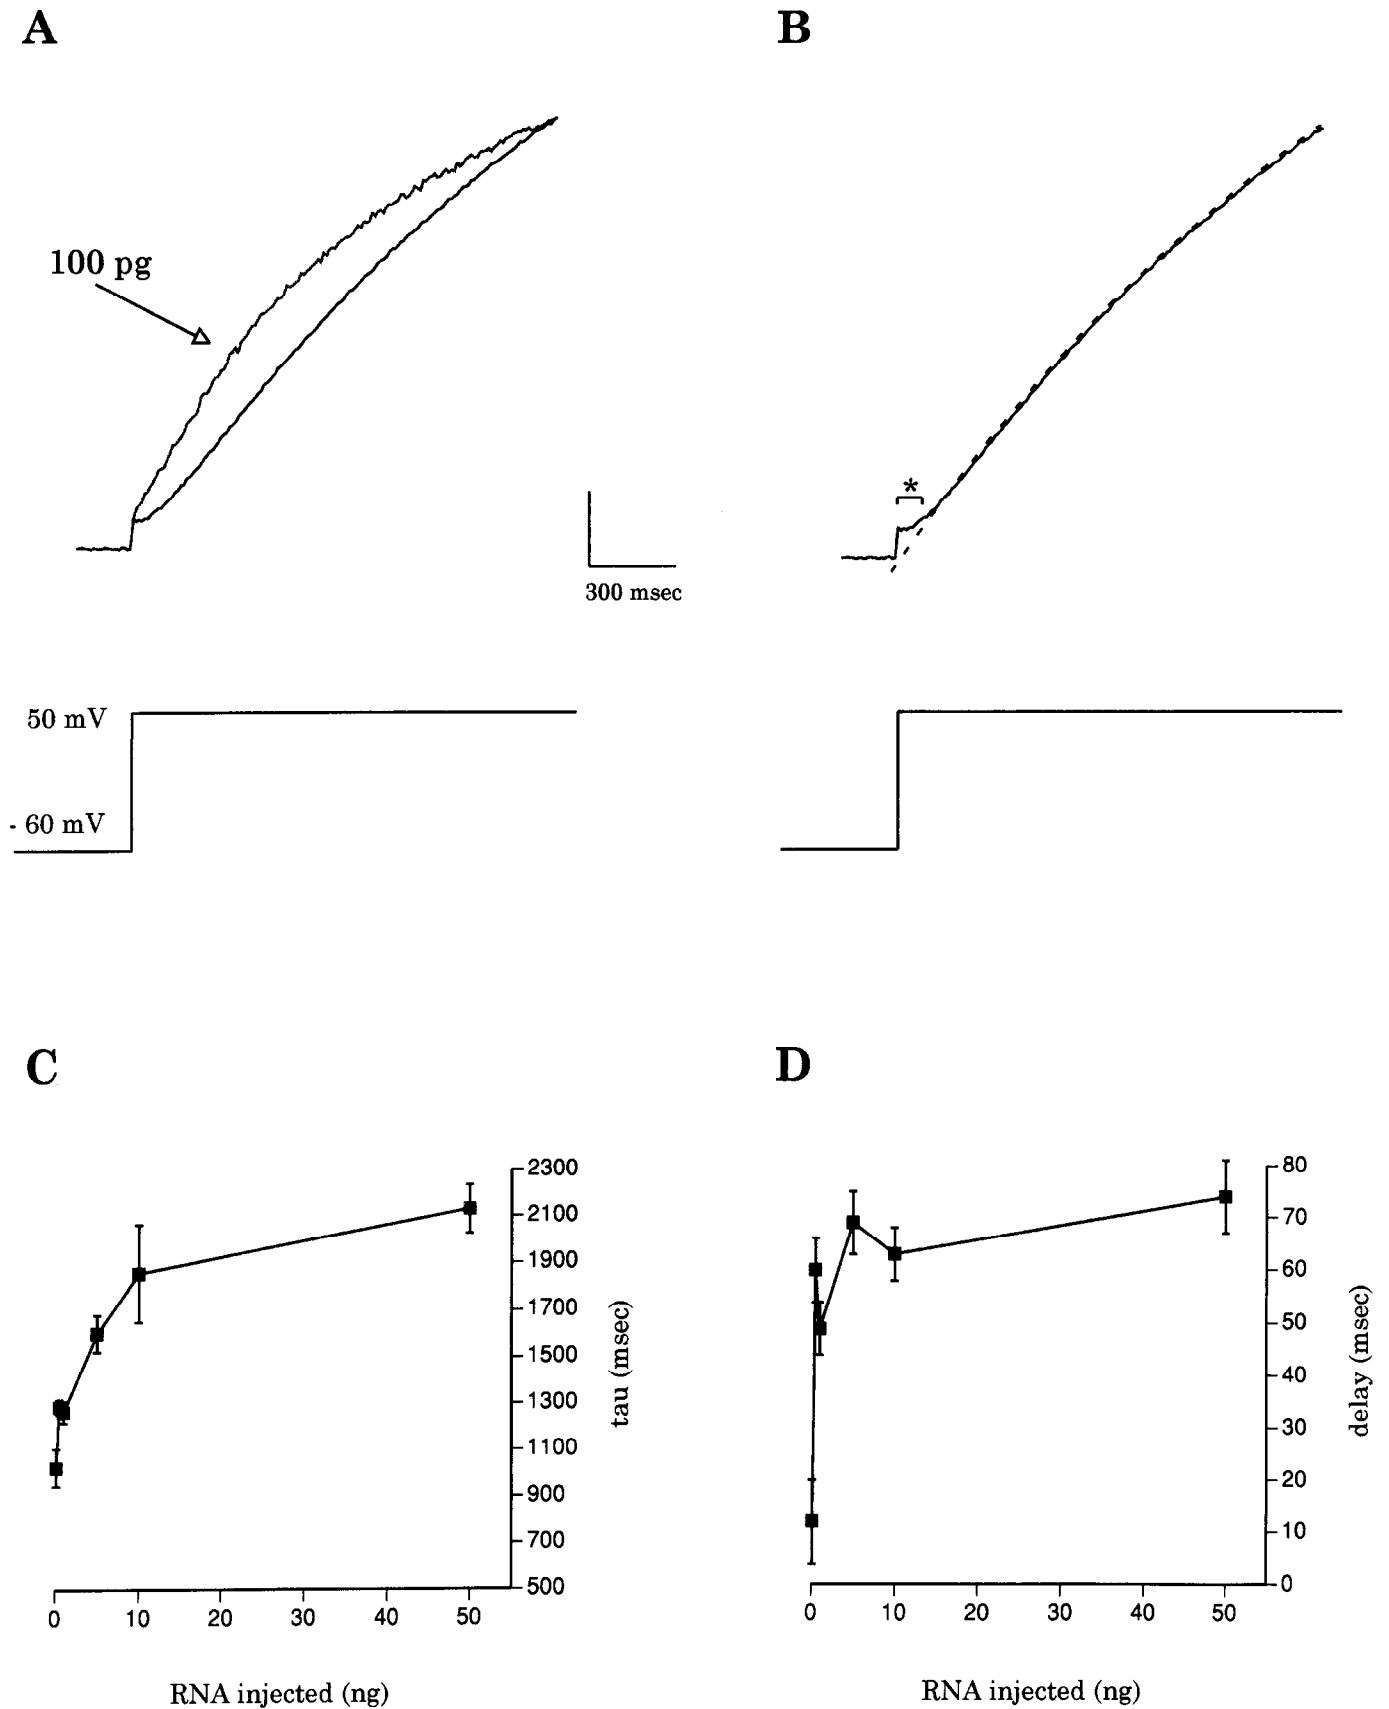 A
B
100 pg
*
300 msec
50 mV
- 60 mV
C
D
2300
2100
1900
1700
1500
1300
1100
900
700
500
tau (msec)
0 10 20 30 40 50
RNA injected (ng)
80
70
60
50
40
30
20
10
0
delay (msec)
0 10 20 30 40 50
RNA injected (ng)